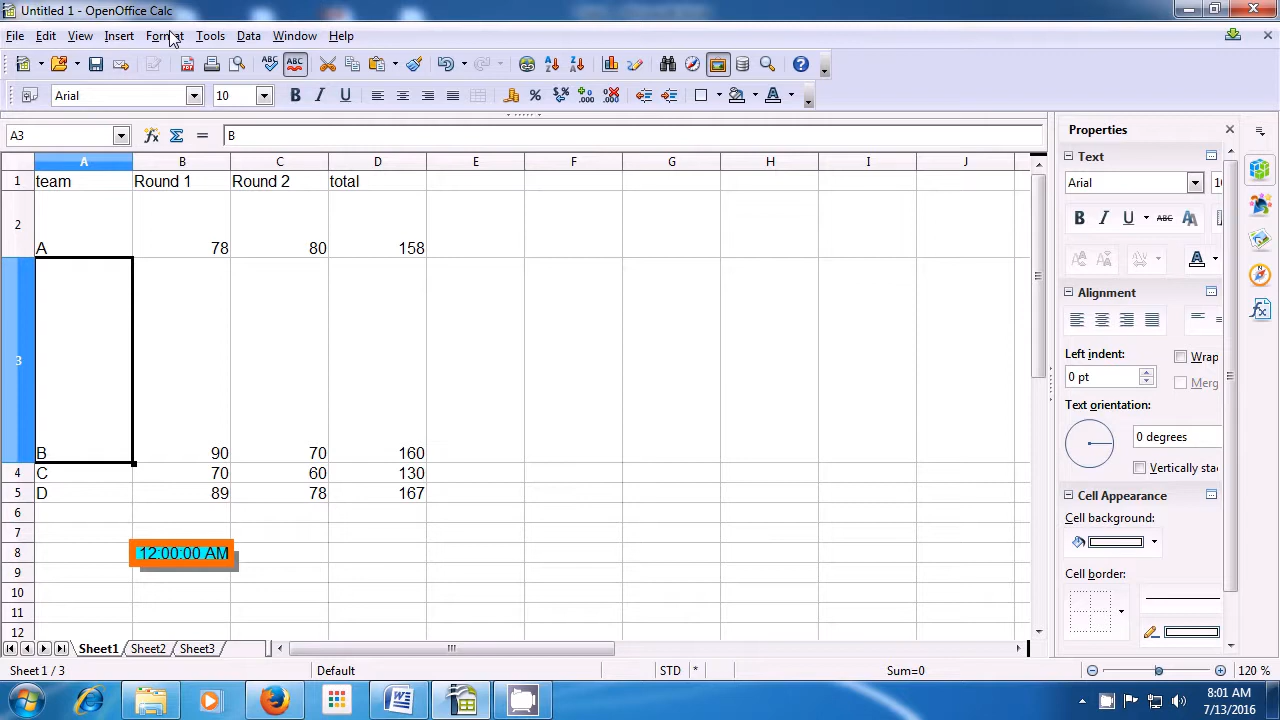 Untitled 1 - OpenOffice Calc
File Edit View Insert Format Tools Data Window Help
ABC ABC
Arial 10
A3 B
A B C D E F G H I J
1 team Round 1 Round 2 total
2 A 78 80 158
3 B 90 70 160
4 C 70 60 130
5 D 89 78 167
6
7
8 12:00:00 AM
9
10
11
12
Properties
Text
Arial 10
Alignment
Left indent: Wrap
0 pt Merg
Text orientation:
0 degrees
Vertically sta
Cell Appearance
Cell background:
Cell border:
Sheet1 Sheet2 Sheet3
Sheet 1 / 3 Default STD * Sum=0 120 %
8:01 AM
7/13/2016